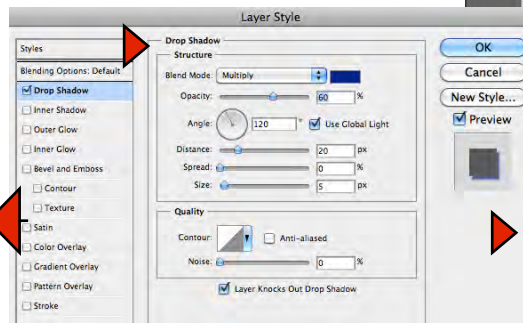 Layer Style
Styles
Blending Options: Default
Drop Shadow
Inner Shadow
Outer Glow
Inner Glow
Bevel and Emboss
Contour
Texture
Satin
Color Overlay
Gradient Overlay
Pattern Overlay
Stroke
Drop Shadow
Structure
Blend Mode: Multiply
Opacity: 60 %
Angle: 120 ° Use Global Light
Distance: 20 px
Spread: 0 %
Size: 5 px
Quality
Contour: Anti-aliased
Noise: 0 %
Layer Knocks Out Drop Shadow
OK
Cancel
New Style...
Preview